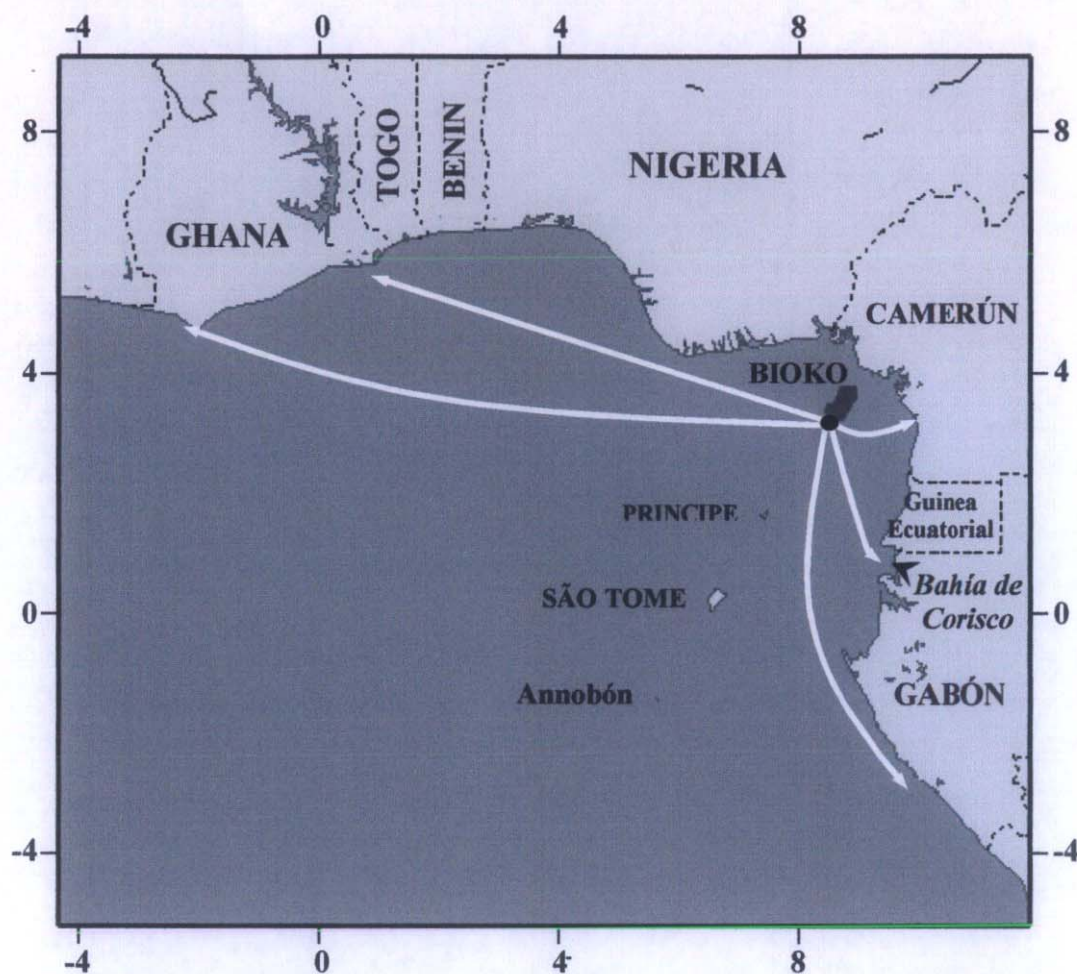 -4 0 4 8
8 8
TOGO
BENIN
NIGERIA
GHANA
CAMERÚN
4 4
BIOKO
Guinea
Ecuatorial
PRINCIPE
SÃO TOME
Bahía de
Corisco
0 0
GABÓN
Annobón
-4 -4
-4 0 4 8